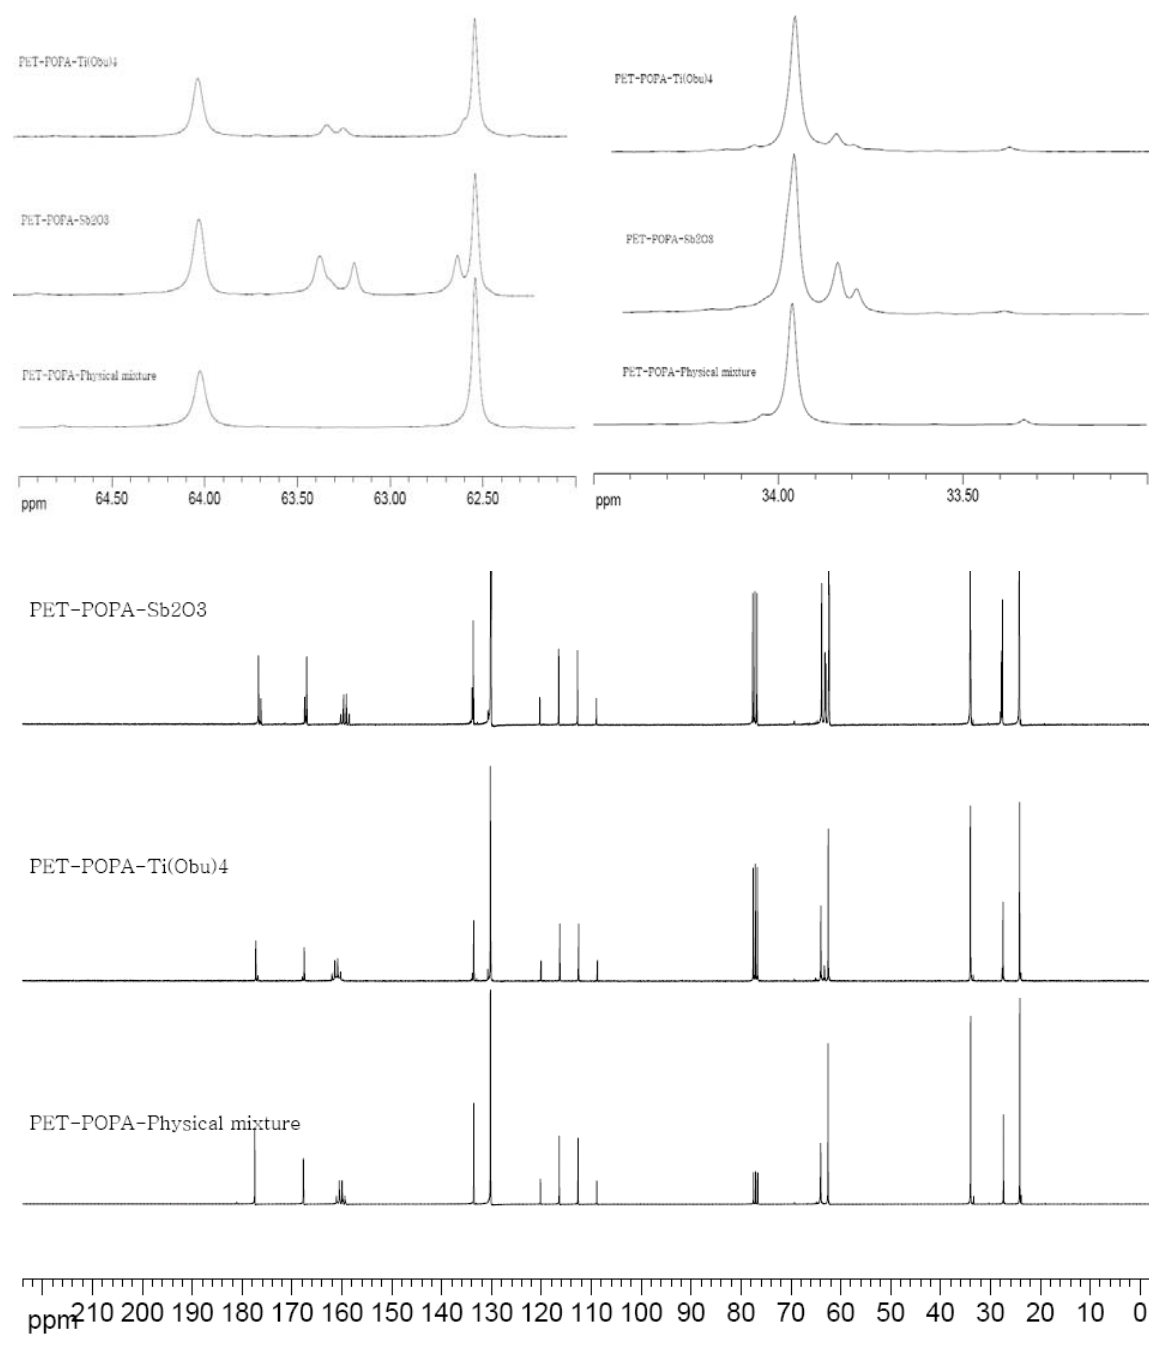 PET-POPA-Ti(Obu)4
PET-POPA-Sb2O3
PET-POPA-Physical mixture
ppm 64.50 64.00 63.50 63.00 62.50
PET-POPA-Ti(Obu)4
PET-POPA-Sb2O3
PET-POPA-Physical mixture
ppm 34.00 33.50
PET-POPA-Sb2O3
PET-POPA-Ti(Obu)4
PET-POPA-Physical mixture
ppm 210 200 190 180 170 160 150 140 130 120 110 100 90 80 70 60 50 40 30 20 10 0